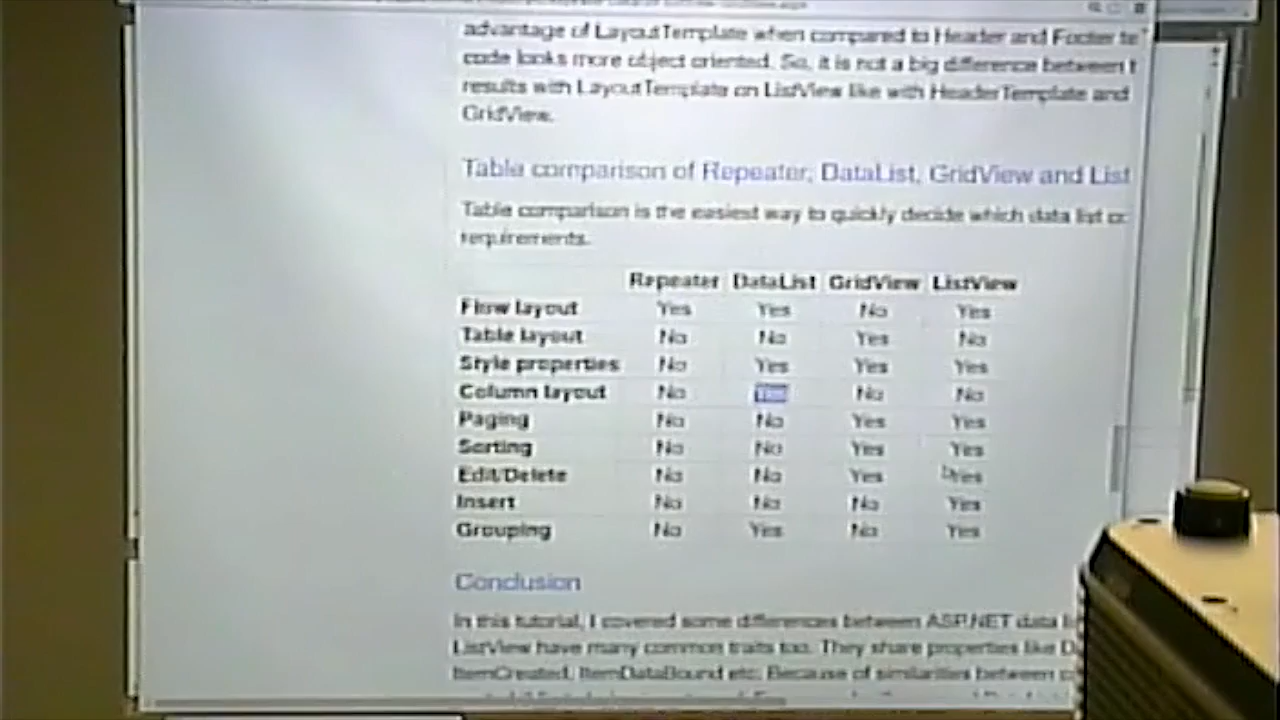 advantage of LayoutTemplate when compared to Header and Footer te
code looks more object oriented. So, it is not a big difference between t
results with LayoutTemplate on ListView like with HeaderTemplate and
GridView.
Table comparison of Repeater, DataList, GridView and List
Table comparison is the easiest way to quickly decide which data list co
requirements.
Repeater DataList GridView ListView
Flow layout Yes Yes No Yes
Table layout No No Yes No
Style properties No Yes Yes Yes
Column layout No Yes No No
Paging No No Yes Yes
Sorting No No Yes Yes
Edit/Delete No No Yes Yes
Insert No No No Yes
Grouping No Yes No Yes
Conclusion
In this tutorial, I covered some differences between ASP.NET data li
ListView have many common traits too. They share properties like D
ItemCreated, ItemDataBound etc. Because of similarities between c